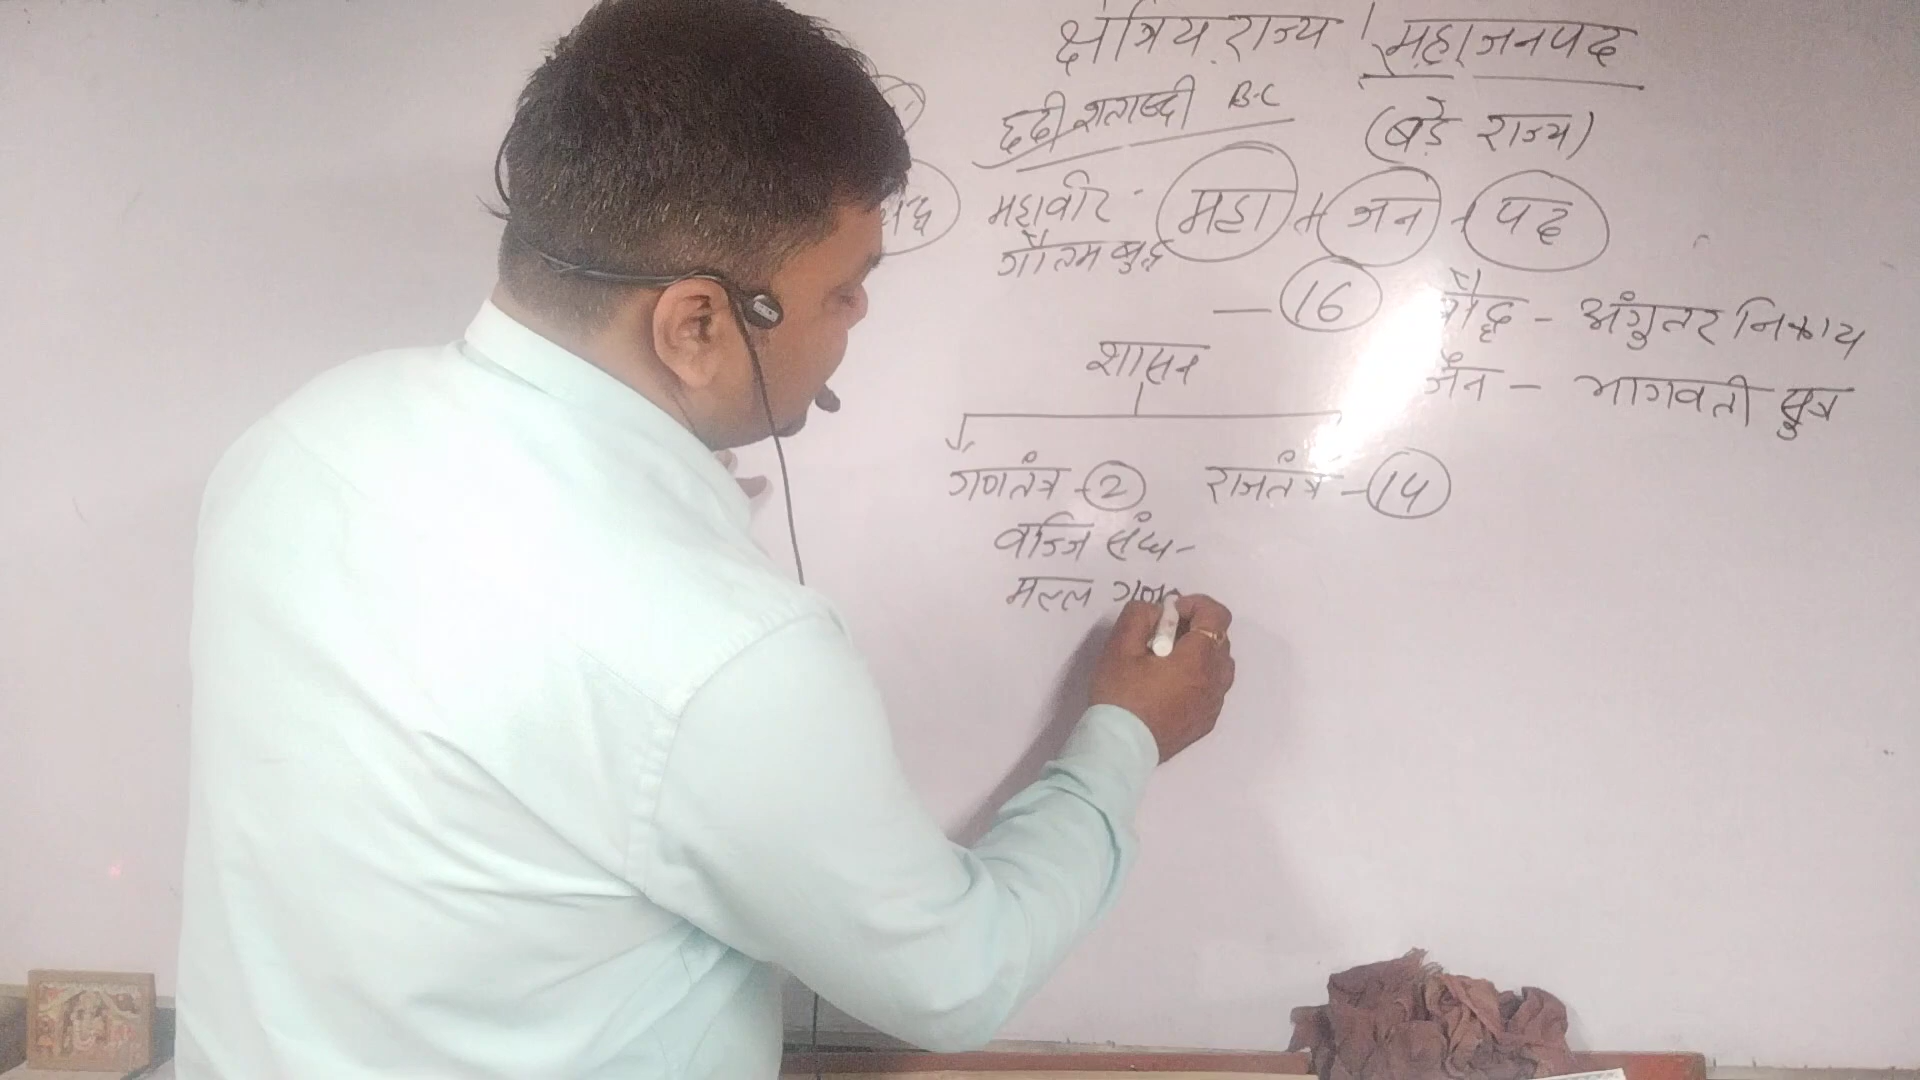 क्षत्रिय राज्य / महाजनपद
छठी शताब्दी B.C (बड़े राज्य)
महावीर - महा + जन + पद
गौतम बुद्ध
- 16 बौद्ध - अंगुतर निकाय
जैन - भागवती सुत्र
शासन
गणतंत्र - 2 राजतंत्र - 14
वज्जि संघ -
मल्ल गण